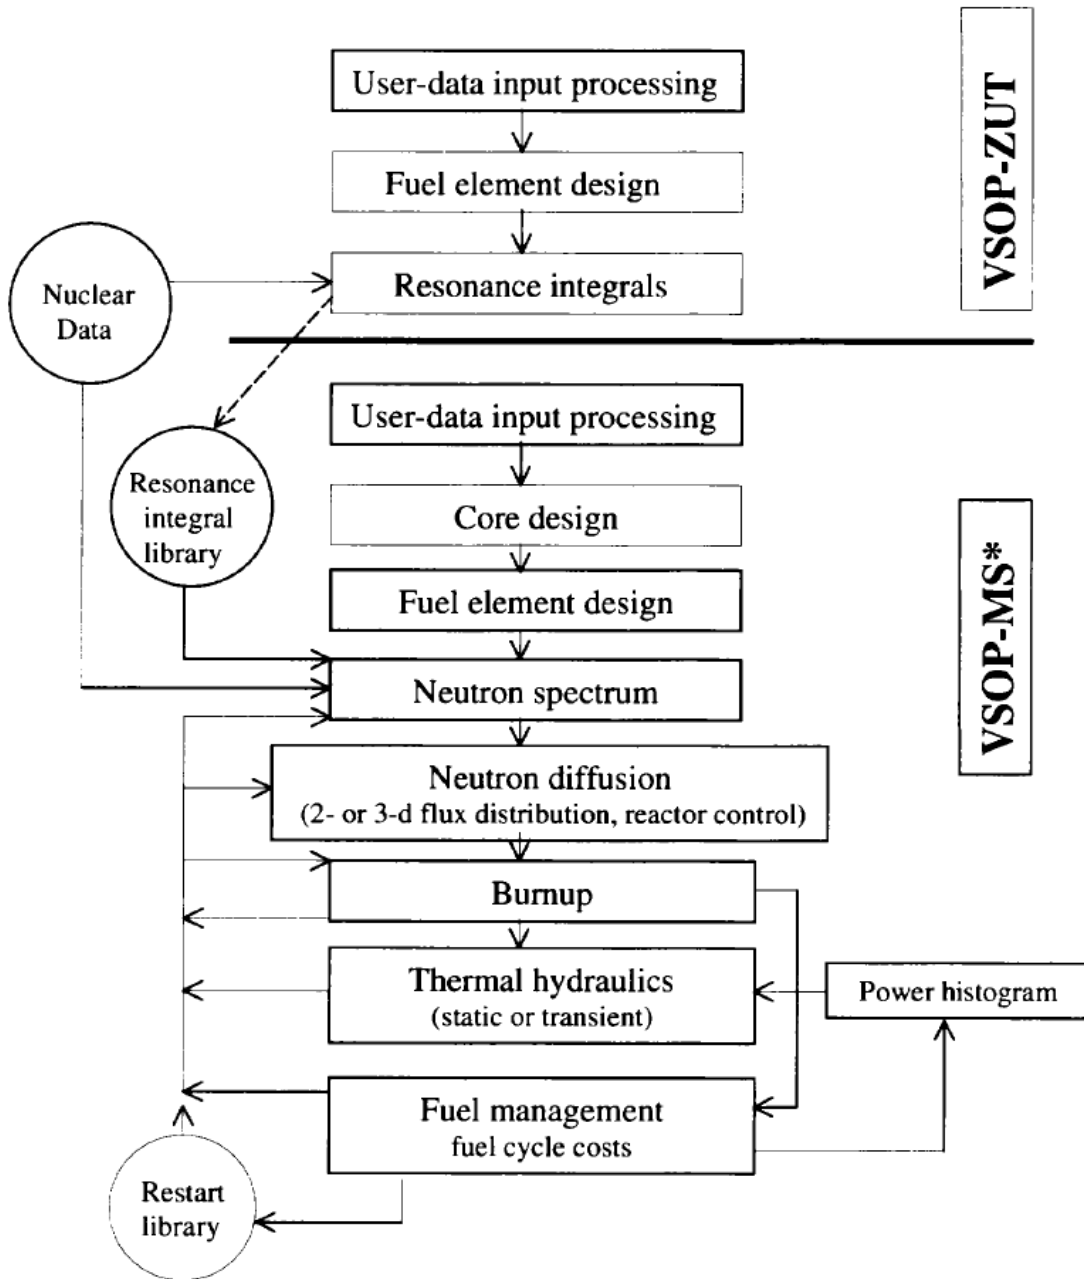 User-data input processing
Fuel element design
Resonance integrals
VSOP-ZUT
Nuclear
Data
User-data input processing
Resonance
integral
library
Core design
Fuel element design
VSOP-MS*
Neutron spectrum
Neutron diffusion
(2- or 3-d flux distribution, reactor control)
Burnup
Thermal hydraulics
(static or transient)
Power histogram
Fuel management
fuel cycle costs
Restart
library